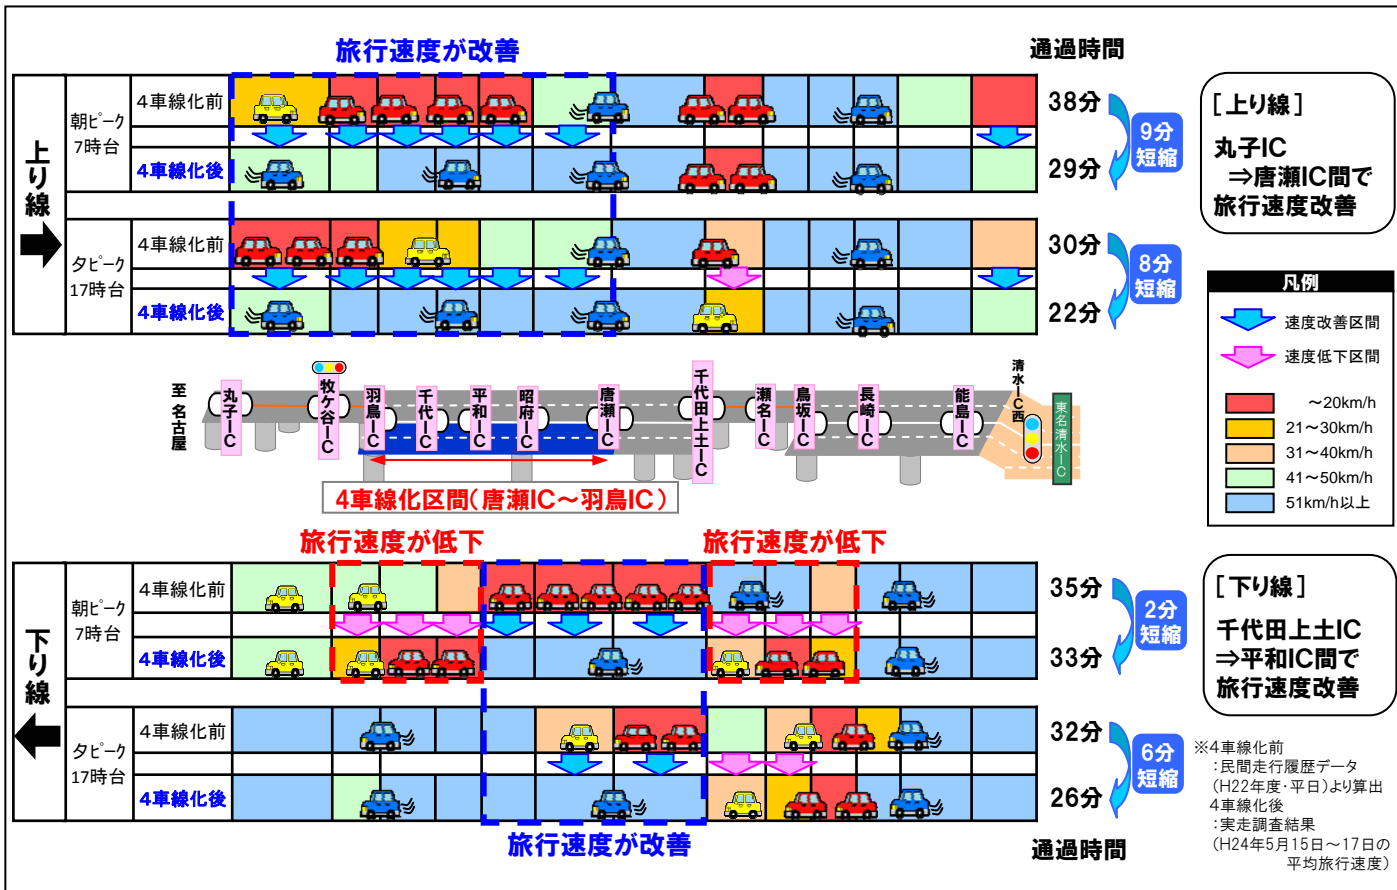 旅行速度が改善
通過時間
上り線
朝ピーク
7時台
4車線化前
38分
4車線化後
29分
9分
短縮
夕ピーク
17時台
4車線化前
30分
4車線化後
22分
8分
短縮
[上り線]
丸子IC
⇒唐瀬IC間で
旅行速度改善
凡例
速度改善区間
速度低下区間
～20km/h
21～30km/h
31～40km/h
41～50km/h
51km/h以上
至 名古屋
丸子IC
牧ケ谷IC
羽鳥IC
千代IC
平和IC
昭府IC
唐瀬IC
千代田上土IC
瀬名IC
鳥坂IC
長崎IC
能島IC
清水IC西
東名清水IC
4車線化区間（唐瀬IC～羽鳥IC）
旅行速度が低下
旅行速度が低下
下り線
朝ピーク
7時台
4車線化前
35分
4車線化後
33分
2分
短縮
夕ピーク
17時台
4車線化前
32分
4車線化後
26分
6分
短縮
旅行速度が改善
通過時間
[下り線]
千代田上土IC
⇒平和IC間で
旅行速度改善
※4車線化前
：民間走行履歴データ
(H22年度・平日)より算出
4車線化後
：実走調査結果
(H24年5月15日～17日の
平均旅行速度)